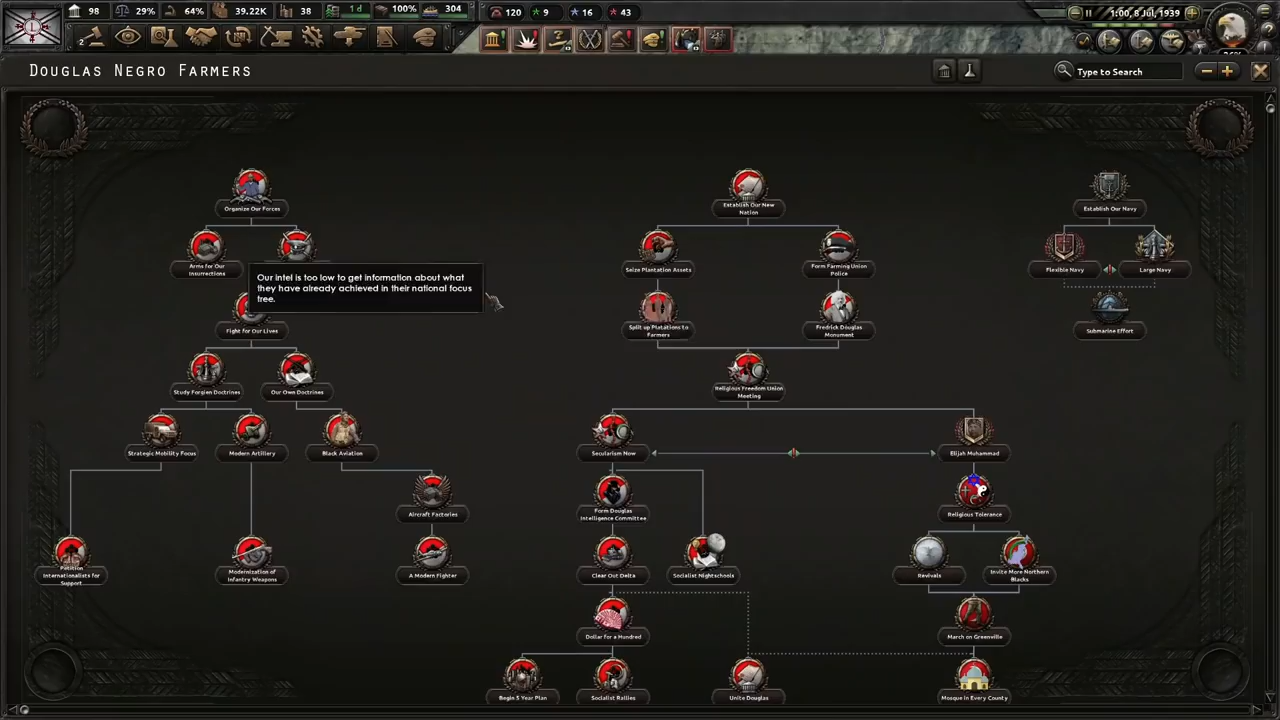 98 29% 64% 39.22K 38 1 d 100% 304 120 9 16 43 1:00, 8 Jul, 1939
2
Douglas Negro Farmers
Type to Search
Organize Our Forces
Establish Our New
Nation
Establish Our Navy
Arms for Our
Insurrections
Seize Plantation Assets
Form Farming Union
Police
Flexible Navy
Large Navy
Our intel is too low to get information about what
they have already achieved in their national focus
tree.
Fight for Our Lives
Split up Platations to
Farmers
Fredrick Douglas
Monument
Submarine Effort
Study Forgien Doctrines
Our Own Doctrines
Religious Freedom Union
Meeting
Strategic Mobility Focus
Modern Artillery
Black Aviation
Secularism Now
Elijah Muhammad
Aircraft Factories
Form Douglas
Intelligence Committee
Religious Tolerance
Petition
Internationalists for
Support
Modernization of
Infantry Weapons
A Modern Fighter
Clear Out Delta
Socialist Nightschools
Revivals
Invite More Northern
Blacks
Dollar for a Hundred
March on Greenville
Begin 5 Year Plan
Socialist Rallies
Unite Douglas
Mosque in Every County